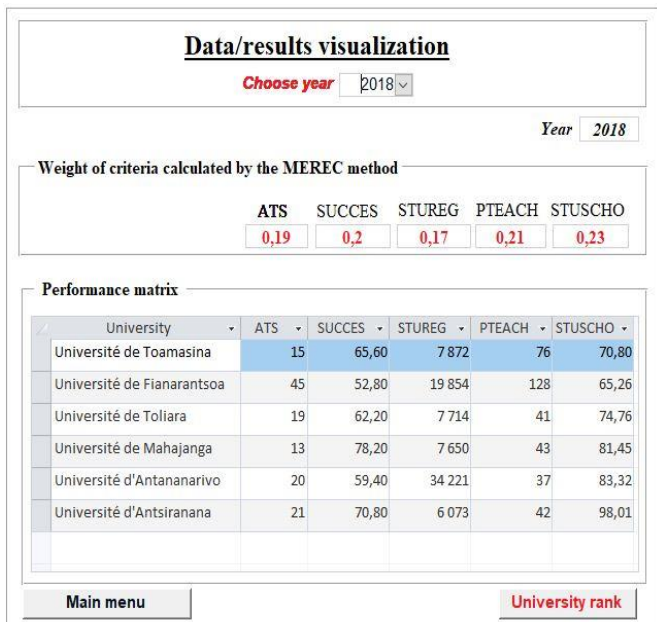 Data/results visualization
Choose year 2018
Year 2018
Weight of criteria calculated by the MEREC method
ATS SUCCES STUREG PTEACH STUSCHO
0,19 0,2 0,17 0,21 0,23
Performance matrix
University ATS SUCCES STUREG PTEACH STUSCHO
Université de Toamasina 15 65,60 7 872 76 70,80
Université de Fianarantsoa 45 52,80 19 854 128 65,26
Université de Toliara 19 62,20 7 714 41 74,76
Université de Mahajanga 13 78,20 7 650 43 81,45
Université d'Antananarivo 20 59,40 34 221 37 83,32
Université d'Antsiranana 21 70,80 6 073 42 98,01
Main menu University rank